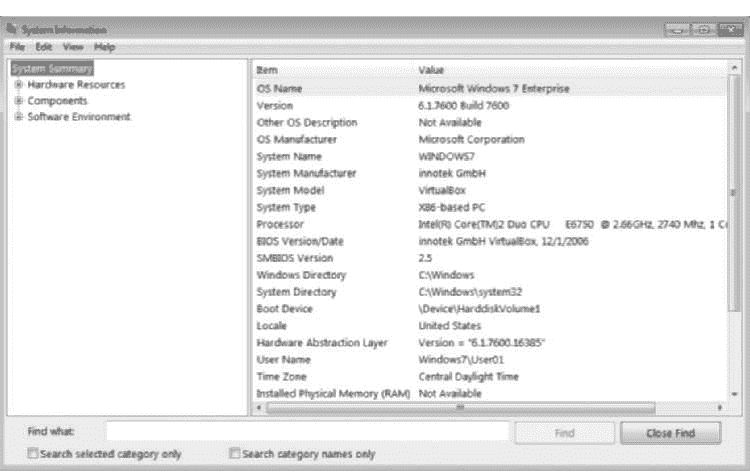 System Information
File Edit View Help
System Summary
Hardware Resources
Components
Software Environment
Item Value
OS Name Microsoft Windows 7 Enterprise
Version 6.1.7600 Build 7600
Other OS Description Not Available
OS Manufacturer Microsoft Corporation
System Name WINDOWS7
System Manufacturer innotek GmbH
System Model VirtualBox
System Type X86-based PC
Processor Intel(R) Core(TM)2 Duo CPU E6750 @ 2.66GHz, 2740 Mhz, 1 Co
BIOS Version/Date innotek GmbH VirtualBox, 12/1/2006
SMBIOS Version 2.5
Windows Directory C:\Windows
System Directory C:\Windows\system32
Boot Device \Device\HarddiskVolume1
Locale United States
Hardware Abstraction Layer Version = "6.1.7600.16385"
User Name Windows7\User01
Time Zone Central Daylight Time
Installed Physical Memory (RAM) Not Available
Find what: Find Close Find
Search selected category only Search category names only